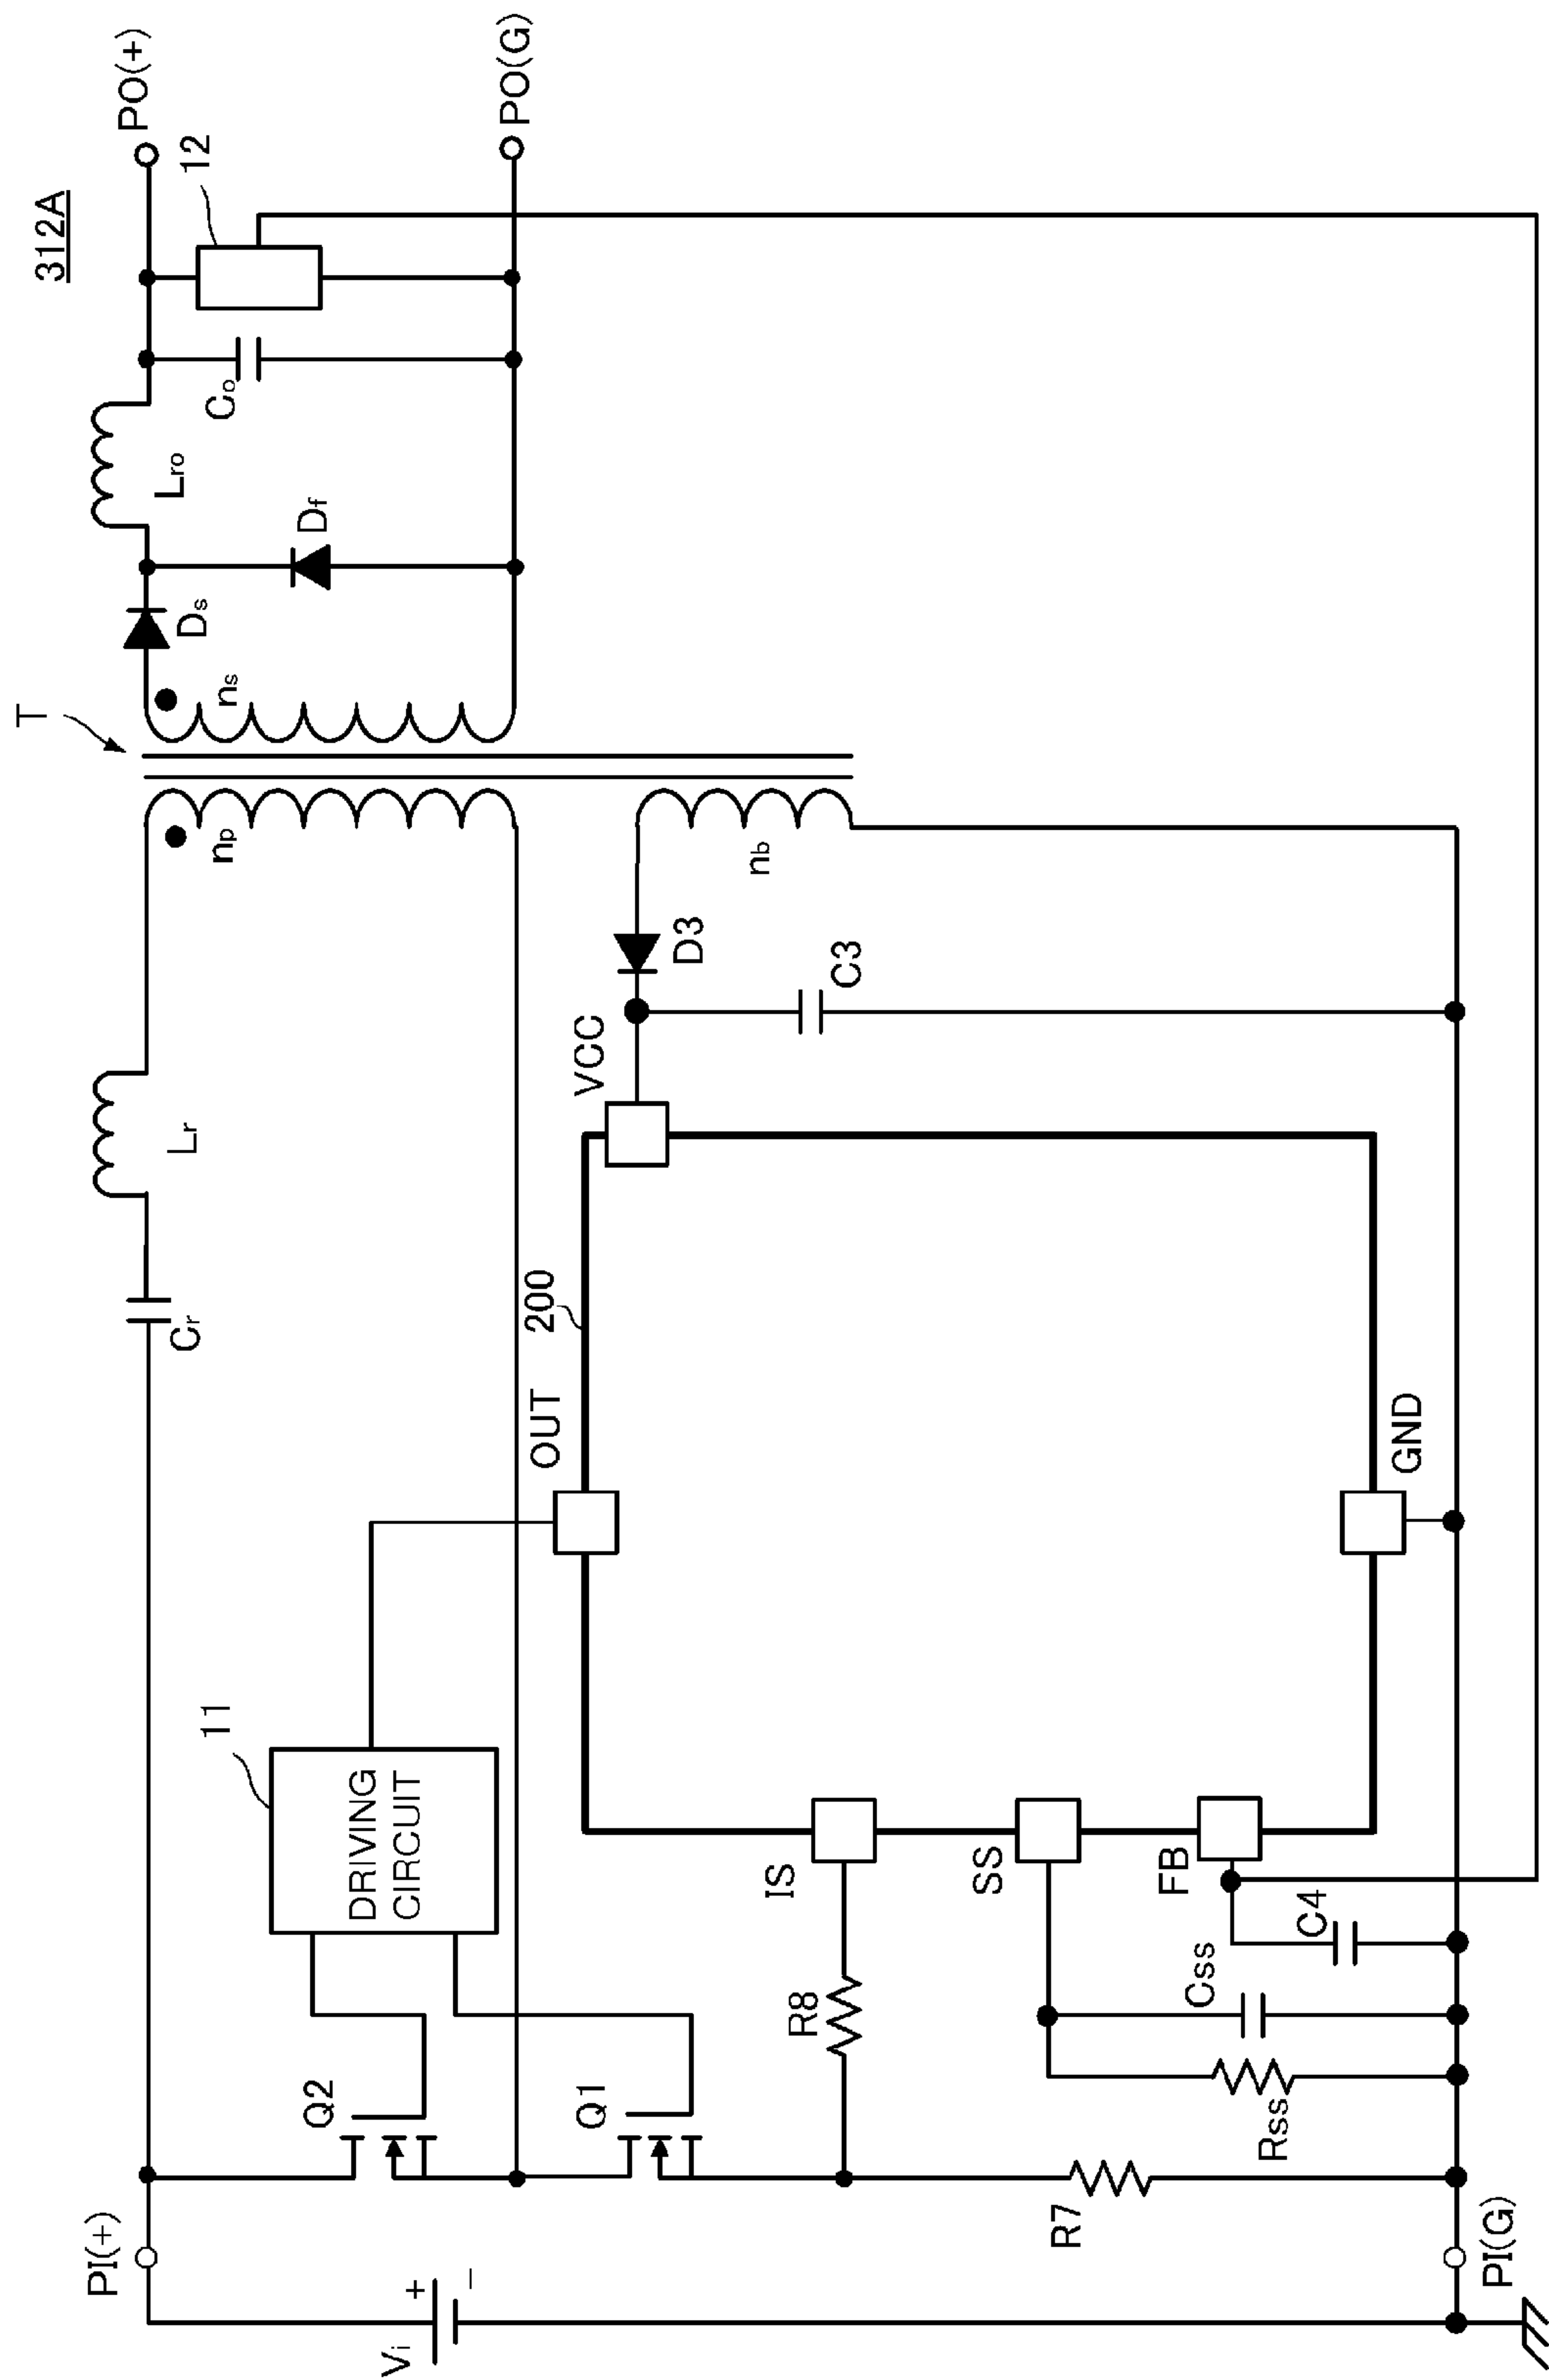 312A
T
PI(+)
Cr
Lr
np
ns
Ds
Lro
PO(+)
12
Co
Df
PO(G)
Vi
+
−
Q2
11
DRIVING
CIRCUIT
OUT
200
VCC
D3
nb
C3
Q1
R8
IS
SS
FB
R7
Rss
Css
C4
GND
PI(G)